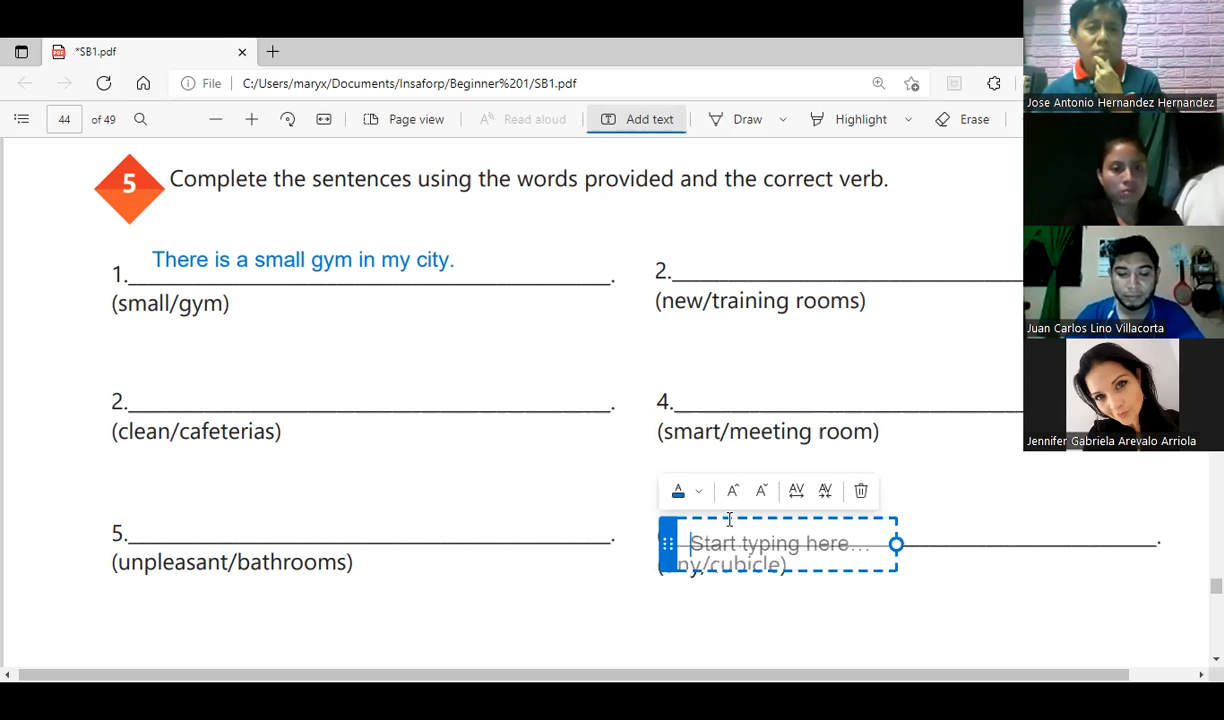 *SB1.pdf
File C:/Users/maryx/Documents/Insaforp/Beginner%201/SB1.pdf
44 of 49 Page view Read aloud Add text Draw Highlight Erase
5 Complete the sentences using the words provided and the correct verb.
There is a small gym in my city.
1.
(small/gym)
2.
(new/training rooms)
2.
(clean/cafeterias)
4.
(smart/meeting room)
5.
(unpleasant/bathrooms)
Start typing here...
ny/cubicle)
Jose Antonio Hernandez Hernandez
Juan Carlos Lino Villacorta
Jennifer Gabriela Arevalo Arriola